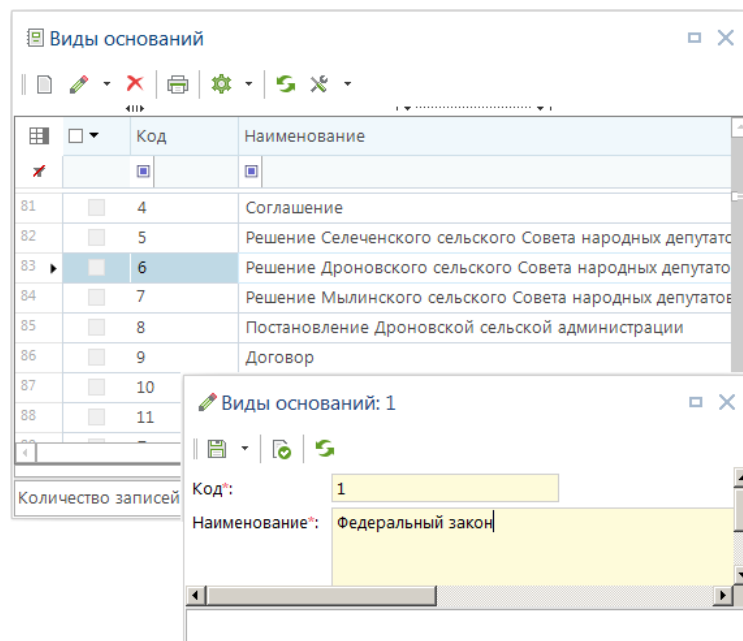 Виды оснований
Код Наименование
81 4 Соглашение
82 5 Решение Селеченского сельского Совета народных депутатс
83 6 Решение Дроновского сельского Совета народных депутато
84 7 Решение Мылинского сельского Совета народных депутатов
85 8 Постановление Дроновской сельской администрации
86 9 Договор
87 10
88 11
Количество записей
Виды оснований: 1
Код*: 1
Наименование*: Федеральный закон